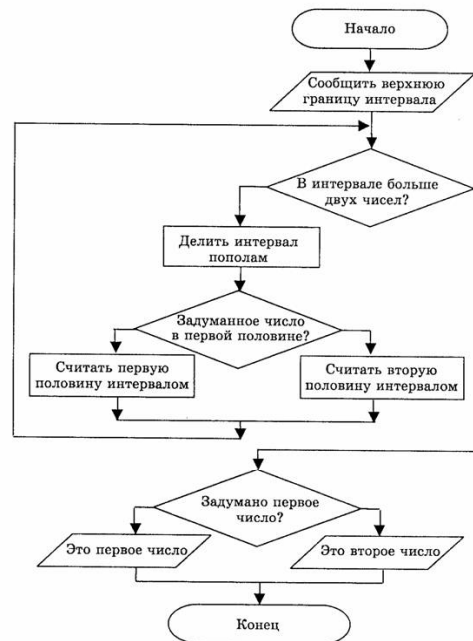 Начало
Сообщить верхнюю
границу интервала
В интервале больше
двух чисел?
Делить интервал
пополам
Задуманное число
в первой половине?
Считать первую
половину интервалом
Считать вторую
половину интервалом
Задумано первое
число?
Это первое число
Это второе число
Конец